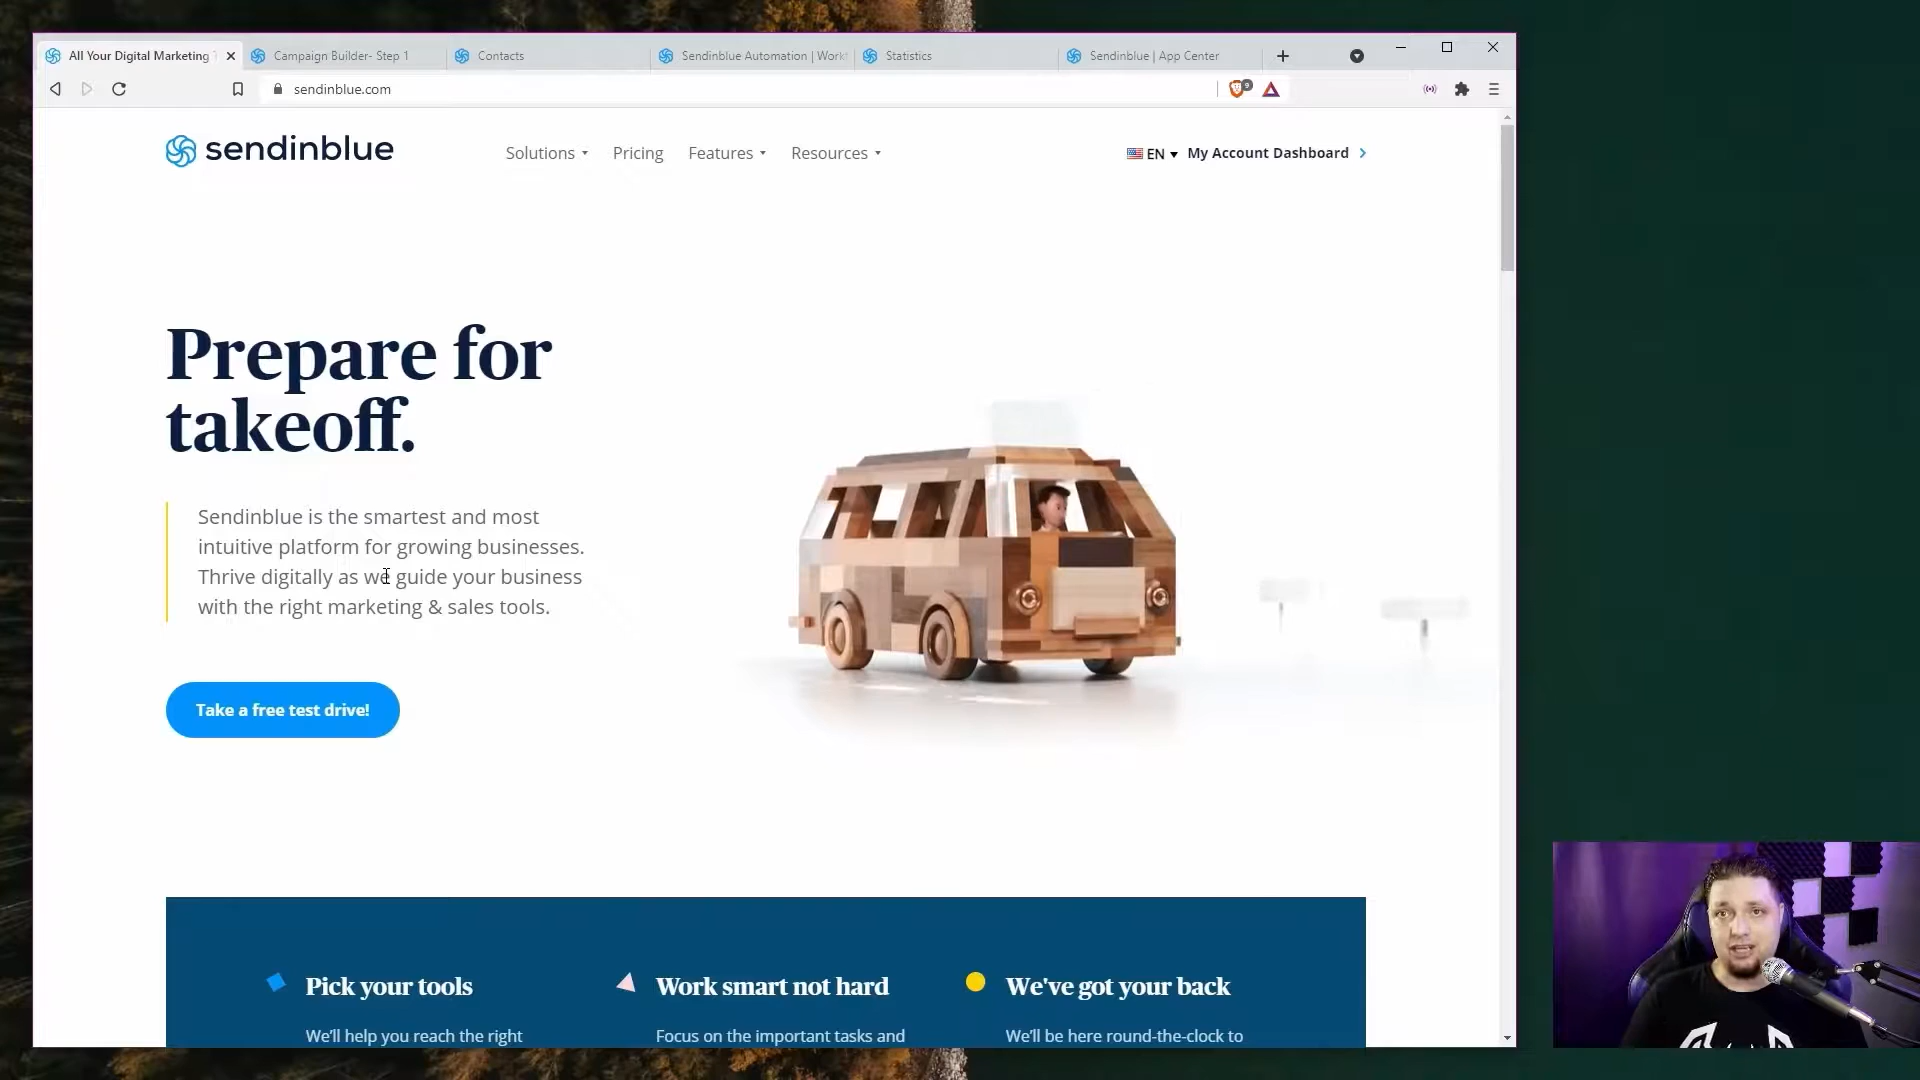 All Your Digital Marketing
Campaign Builder- Step 1
Contacts
Sendinblue Automation | Work
Statistics
Sendinblue | App Center
sendinblue.com
9
sendinblue
Solutions
Pricing
Features
Resources
EN
My Account Dashboard
Prepare for
takeoff.
Sendinblue is the smartest and most
intuitive platform for growing businesses.
Thrive digitally as we guide your business
with the right marketing & sales tools.
Take a free test drive!
Pick your tools
Work smart not hard
We've got your back
We'll help you reach the right
Focus on the important tasks and
We'll be here round-the-clock to